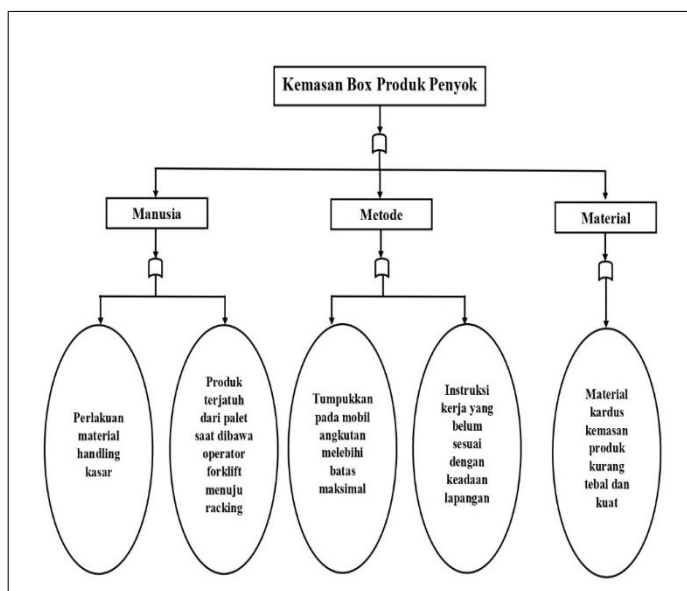 Kemasan Box Produk Penyok
Manusia
Metode
Material
Perlakuan
material
handling
kasar
Produk
terjatuh
dari palet
saat dibawa
operator
forklift
menuju
racking
Tumpukkan
pada mobil
angkutan
melebihi
batas
maksimal
Instruksi
kerja yang
belum
sesuai
dengan
keadaan
lapangan
Material
kardus
kemasan
produk
kurang
tebal dan
kuat